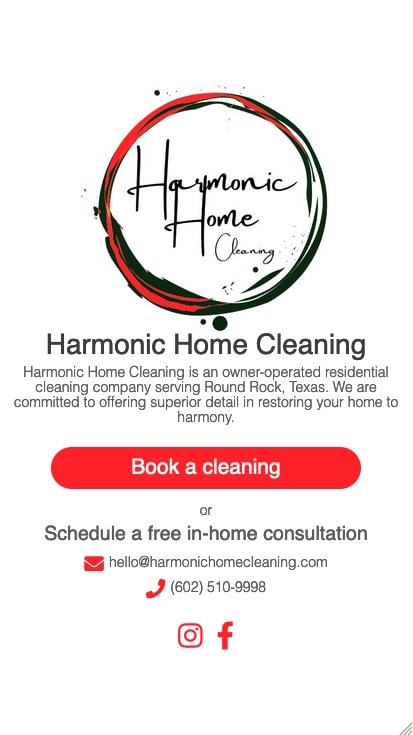 Harmonic
Home
Cleaning
Harmonic Home Cleaning
Harmonic Home Cleaning is an owner-operated residential
cleaning company serving Round Rock, Texas. We are
committed to offering superior detail in restoring your home to
harmony.
Book a cleaning
or
Schedule a free in-home consultation
hello@harmonichomecleaning.com
(602) 510-9998